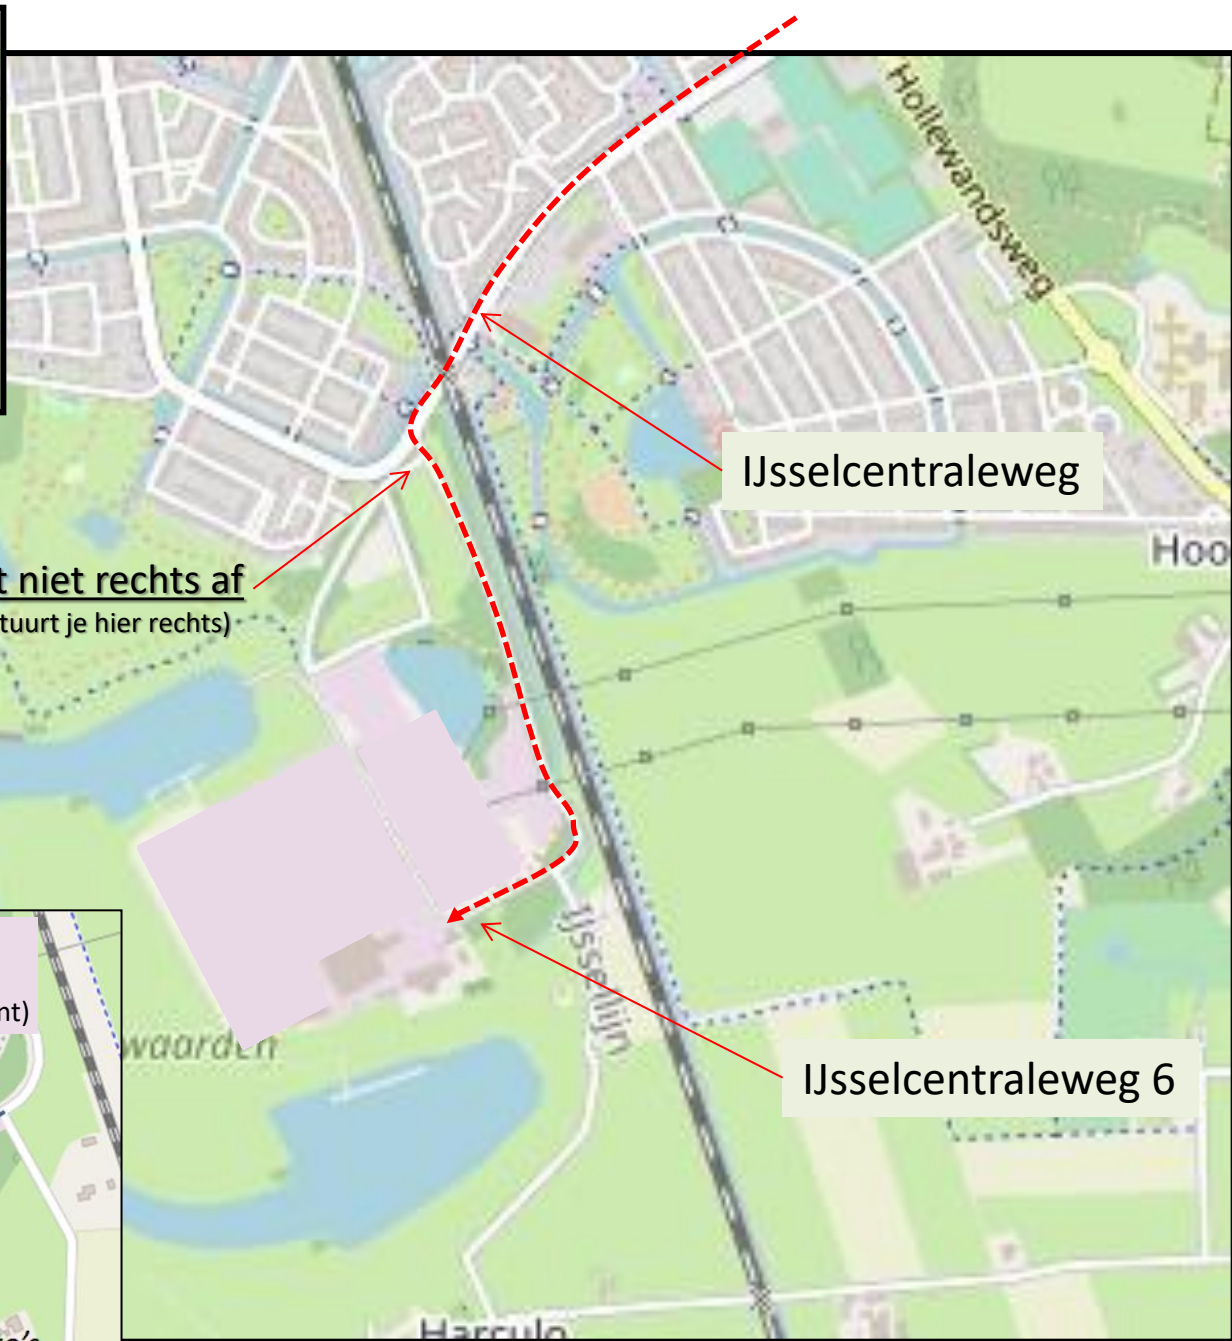 Hollewandsweg
IJsselcentraleweg
Hoo
t niet rechts af
tuurt je hier rechts)
IJssellijn
nt)
waarden
IJsselcentraleweg 6
Harculo